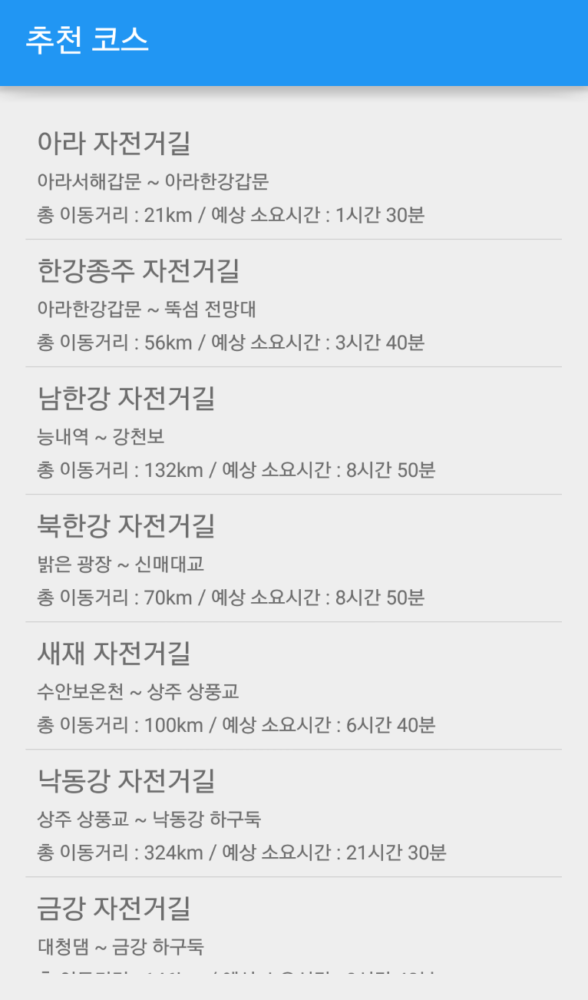 추천 코스
아라 자전거길
아라서해갑문 ~ 아라한강갑문
총 이동거리 : 21km / 예상 소요시간 : 1시간 30분
한강종주 자전거길
아라한강갑문 ~ 뚝섬 전망대
총 이동거리 : 56km / 예상 소요시간 : 3시간 40분
남한강 자전거길
능내역 ~ 강천보
총 이동거리 : 132km / 예상 소요시간 : 8시간 50분
북한강 자전거길
밝은 광장 ~ 신매대교
총 이동거리 : 70km / 예상 소요시간 : 8시간 50분
새재 자전거길
수안보온천 ~ 상주 상풍교
총 이동거리 : 100km / 예상 소요시간 : 6시간 40분
낙동강 자전거길
상주 상풍교 ~ 낙동강 하구둑
총 이동거리 : 324km / 예상 소요시간 : 21시간 30분
금강 자전거길
대청댐 ~ 금강 하구둑